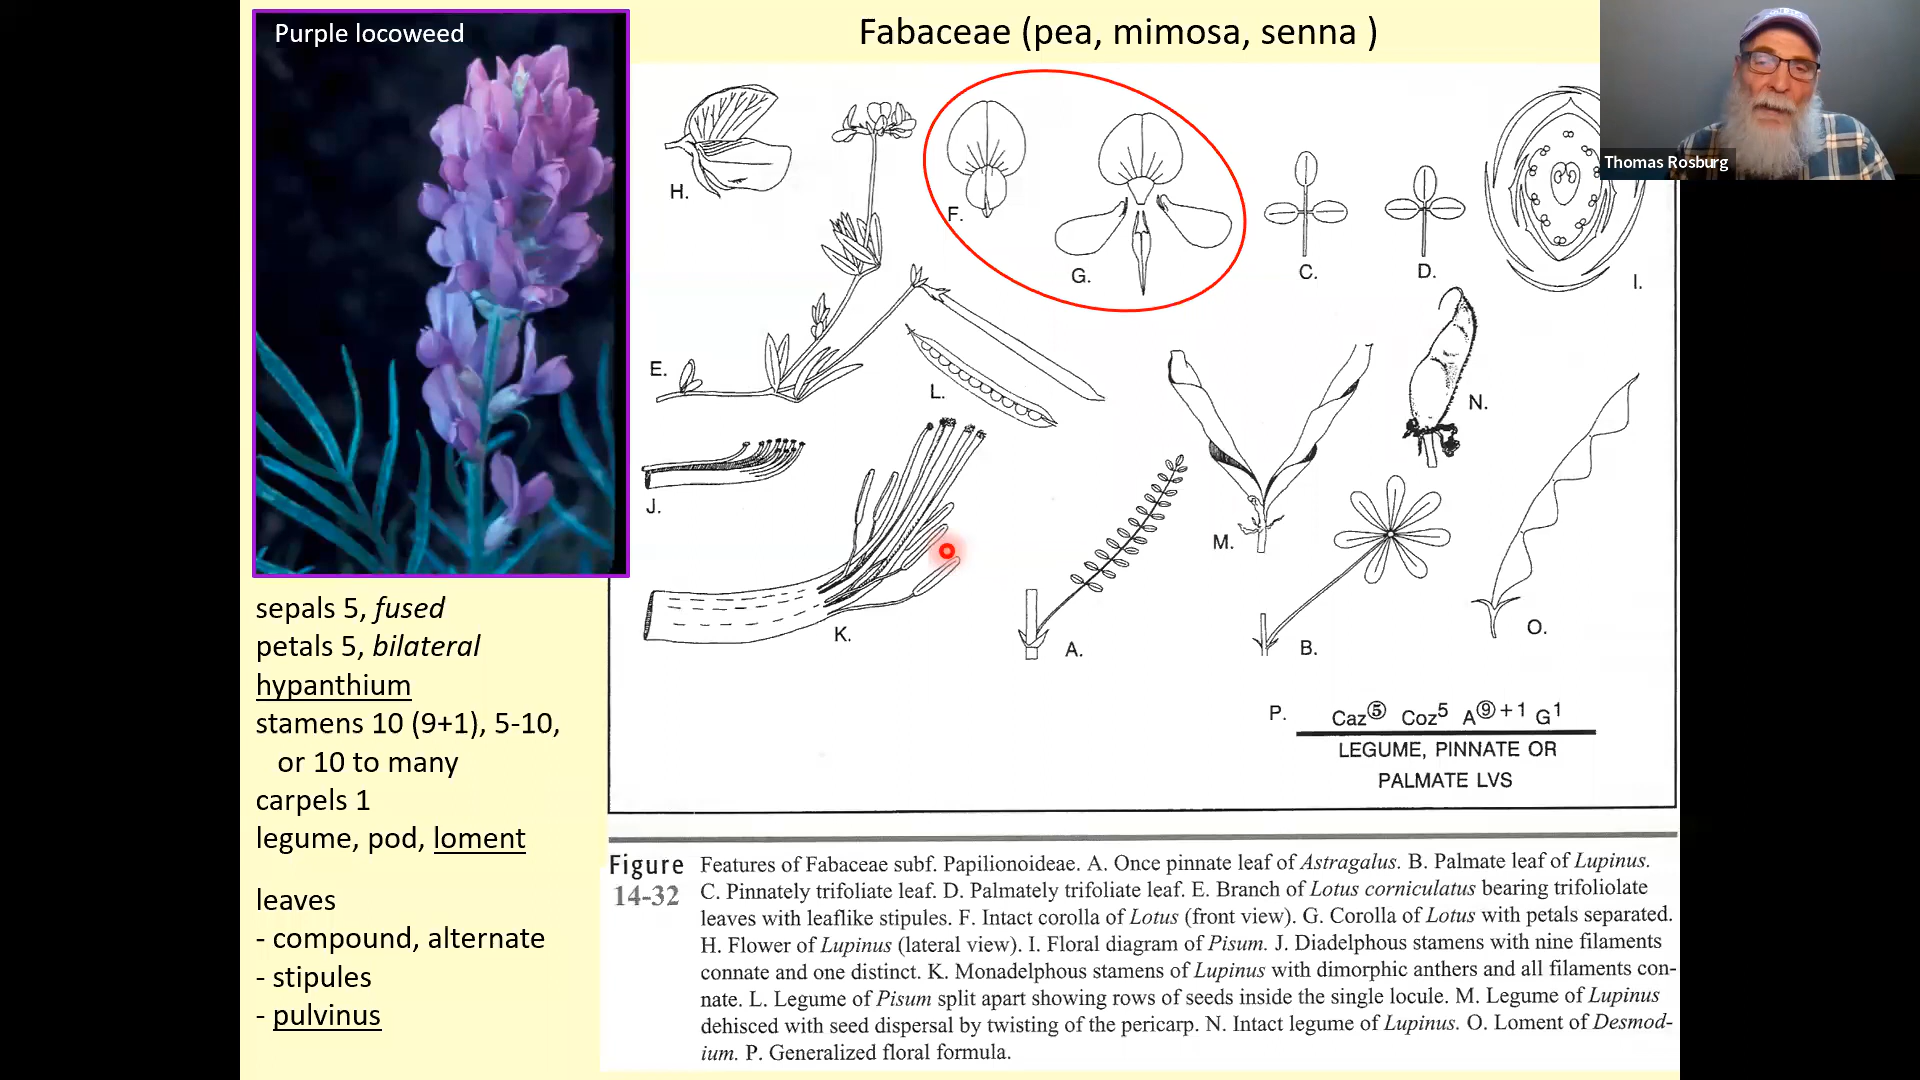 Purple locoweed
Fabaceae (pea, mimosa, senna )
Thomas Rosburg
H.
F.
G.
C.
D.
I.
E.
L.
N.
J.
M.
K.
A.
B.
O.
P. Caz⑤ Coz5 A⑨+1 G1
LEGUME, PINNATE OR
PALMATE LVS
sepals 5, fused
petals 5, bilateral
hypanthium
stamens 10 (9+1), 5-10,
or 10 to many
carpels 1
legume, pod, loment
leaves
- compound, alternate
- stipules
- pulvinus
Figure
14-32
Features of Fabaceae subf. Papilionoideae. A. Once pinnate leaf of Astragalus. B. Palmate leaf of Lupinus.
C. Pinnately trifoliate leaf. D. Palmately trifoliate leaf. E. Branch of Lotus corniculatus bearing trifoliolate
leaves with leaflike stipules. F. Intact corolla of Lotus (front view). G. Corolla of Lotus with petals separated.
H. Flower of Lupinus (lateral view). I. Floral diagram of Pisum. J. Diadelphous stamens with nine filaments
connate and one distinct. K. Monadelphous stamens of Lupinus with dimorphic anthers and all filaments con-
nate. L. Legume of Pisum split apart showing rows of seeds inside the single locule. M. Legume of Lupinus
dehisced with seed dispersal by twisting of the pericarp. N. Intact legume of Lupinus. O. Loment of Desmod-
ium. P. Generalized floral formula.